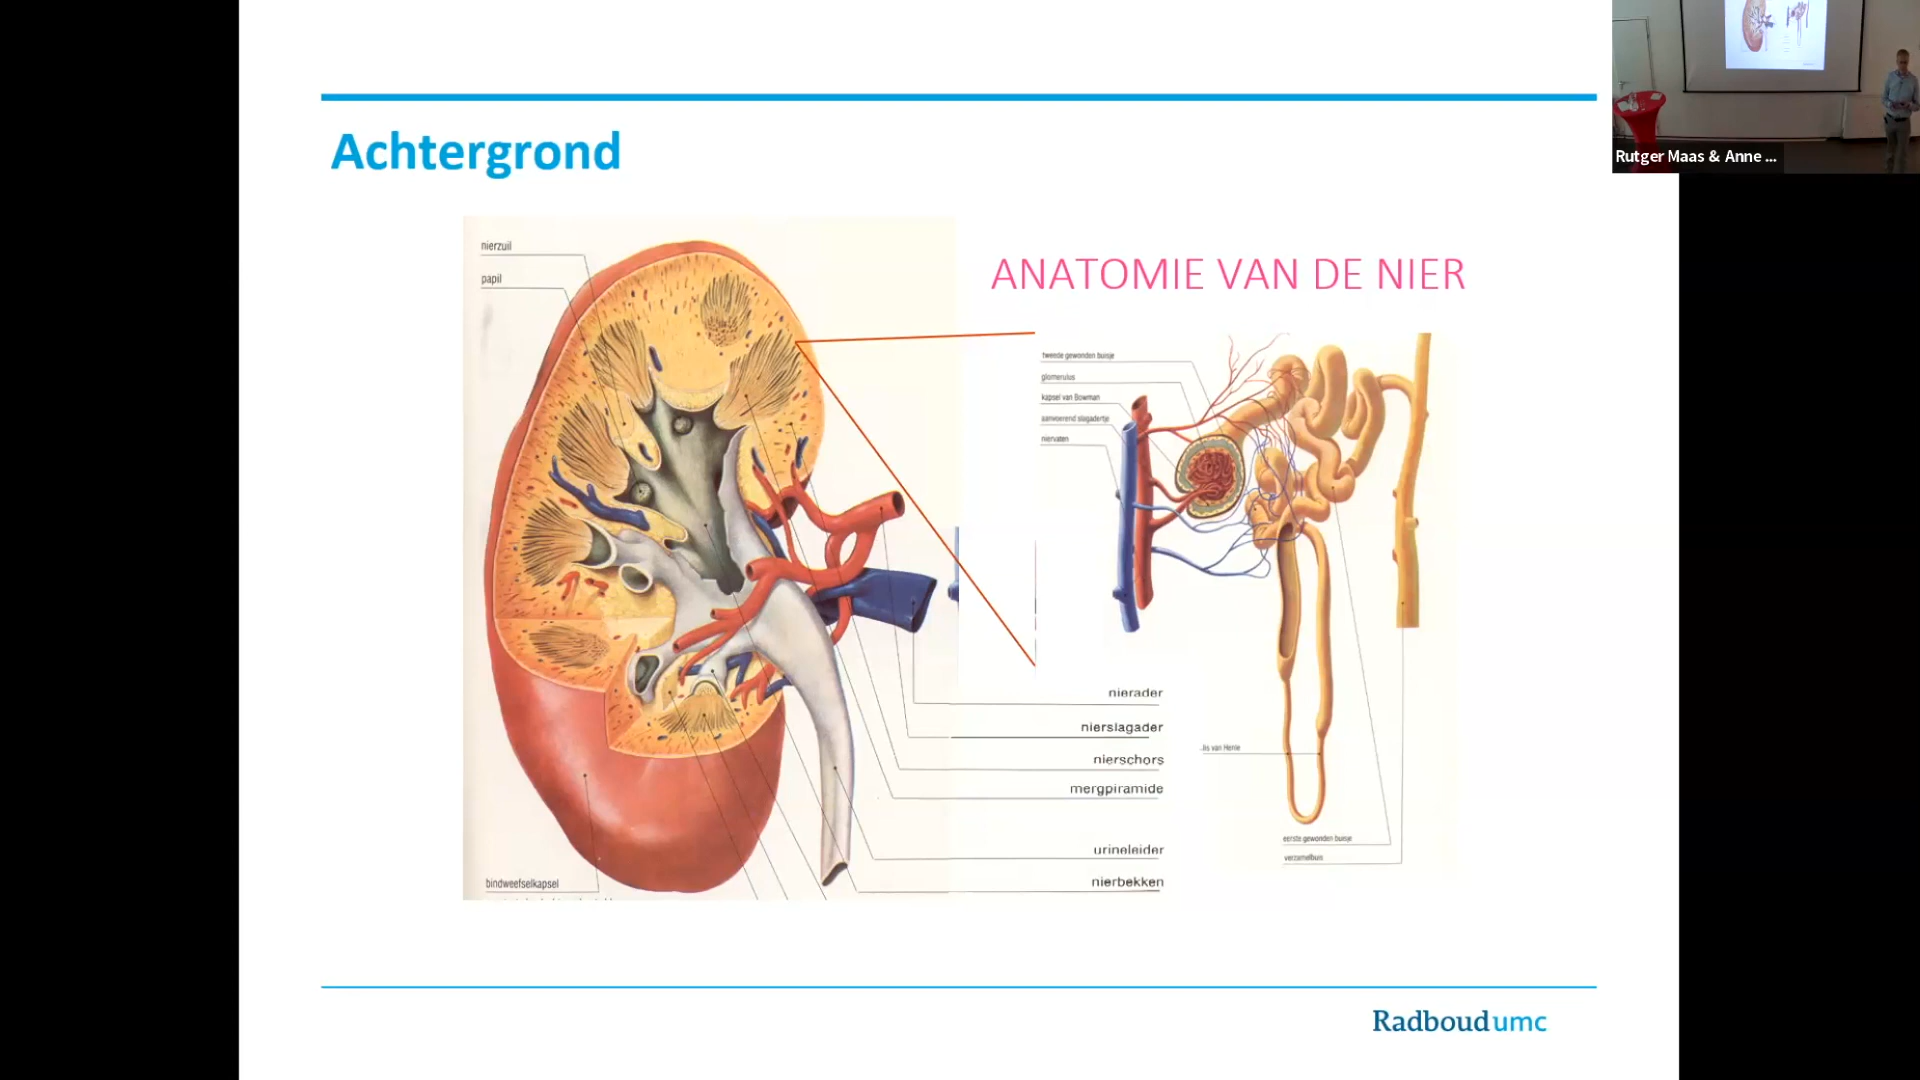 Rutger Maas & Anne ...
Achtergrond
ANATOMIE VAN DE NIER
nierzuil
papil
tweede gewonden buisje
glomerulus
kapsel van Bowman
aanvoerend slagadertje
niervaten
nierader
nierslagader
nierschors
mergpiramide
urineleider
nierbekken
lis van Henle
eerste gewonden buisje
verzamelbuis
bindweefselkapsel
Radboudumc